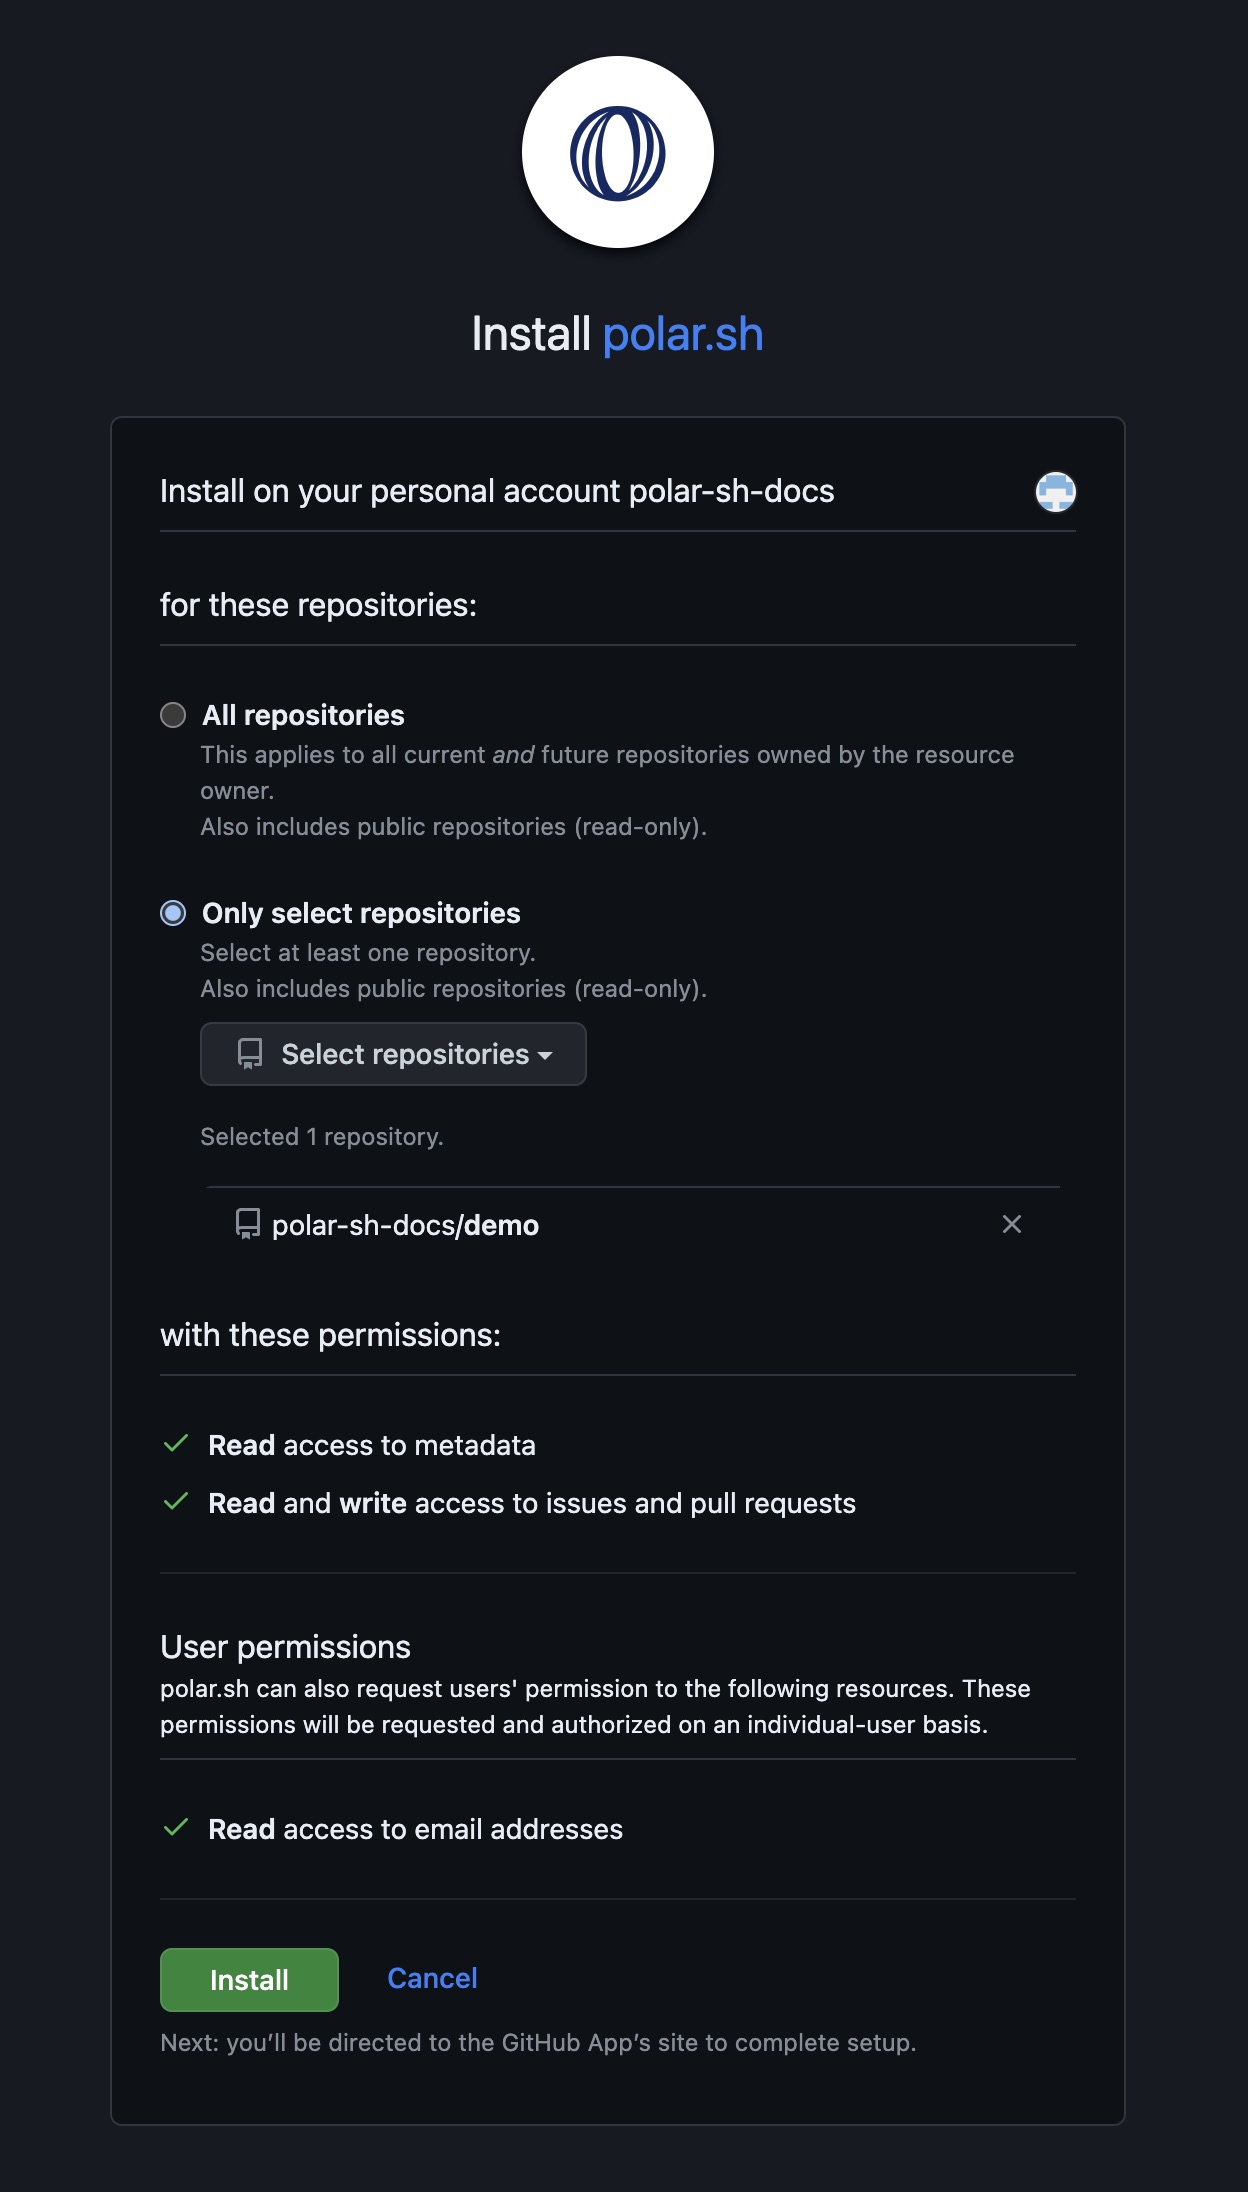 Install polar.sh
Install on your personal account polar-sh-docs
for these repositories:
All repositories
This applies to all current and future repositories owned by the resource
owner.
Also includes public repositories (read-only).
Only select repositories
Select at least one repository.
Also includes public repositories (read-only).
Select repositories
Selected 1 repository.
polar-sh-docs/demo
with these permissions:
Read access to metadata
Read and write access to issues and pull requests
User permissions
polar.sh can also request users' permission to the following resources. These
permissions will be requested and authorized on an individual-user basis.
Read access to email addresses
Install Cancel
Next: you’ll be directed to the GitHub App’s site to complete setup.